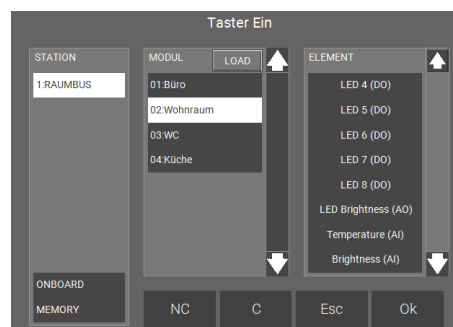 Taster Ein
STATION
1:RAUMBUS
ONBOARD
MEMORY
MODUL
LOAD
01:Büro
02:Wohnraum
03:WC
04:Küche
ELEMENT
LED 4 (DO)
LED 5 (DO)
LED 6 (DO)
LED 7 (DO)
LED 8 (DO)
LED Brightness (AO)
Temperature (AI)
Brightness (AI)
NC
C
Esc
Ok